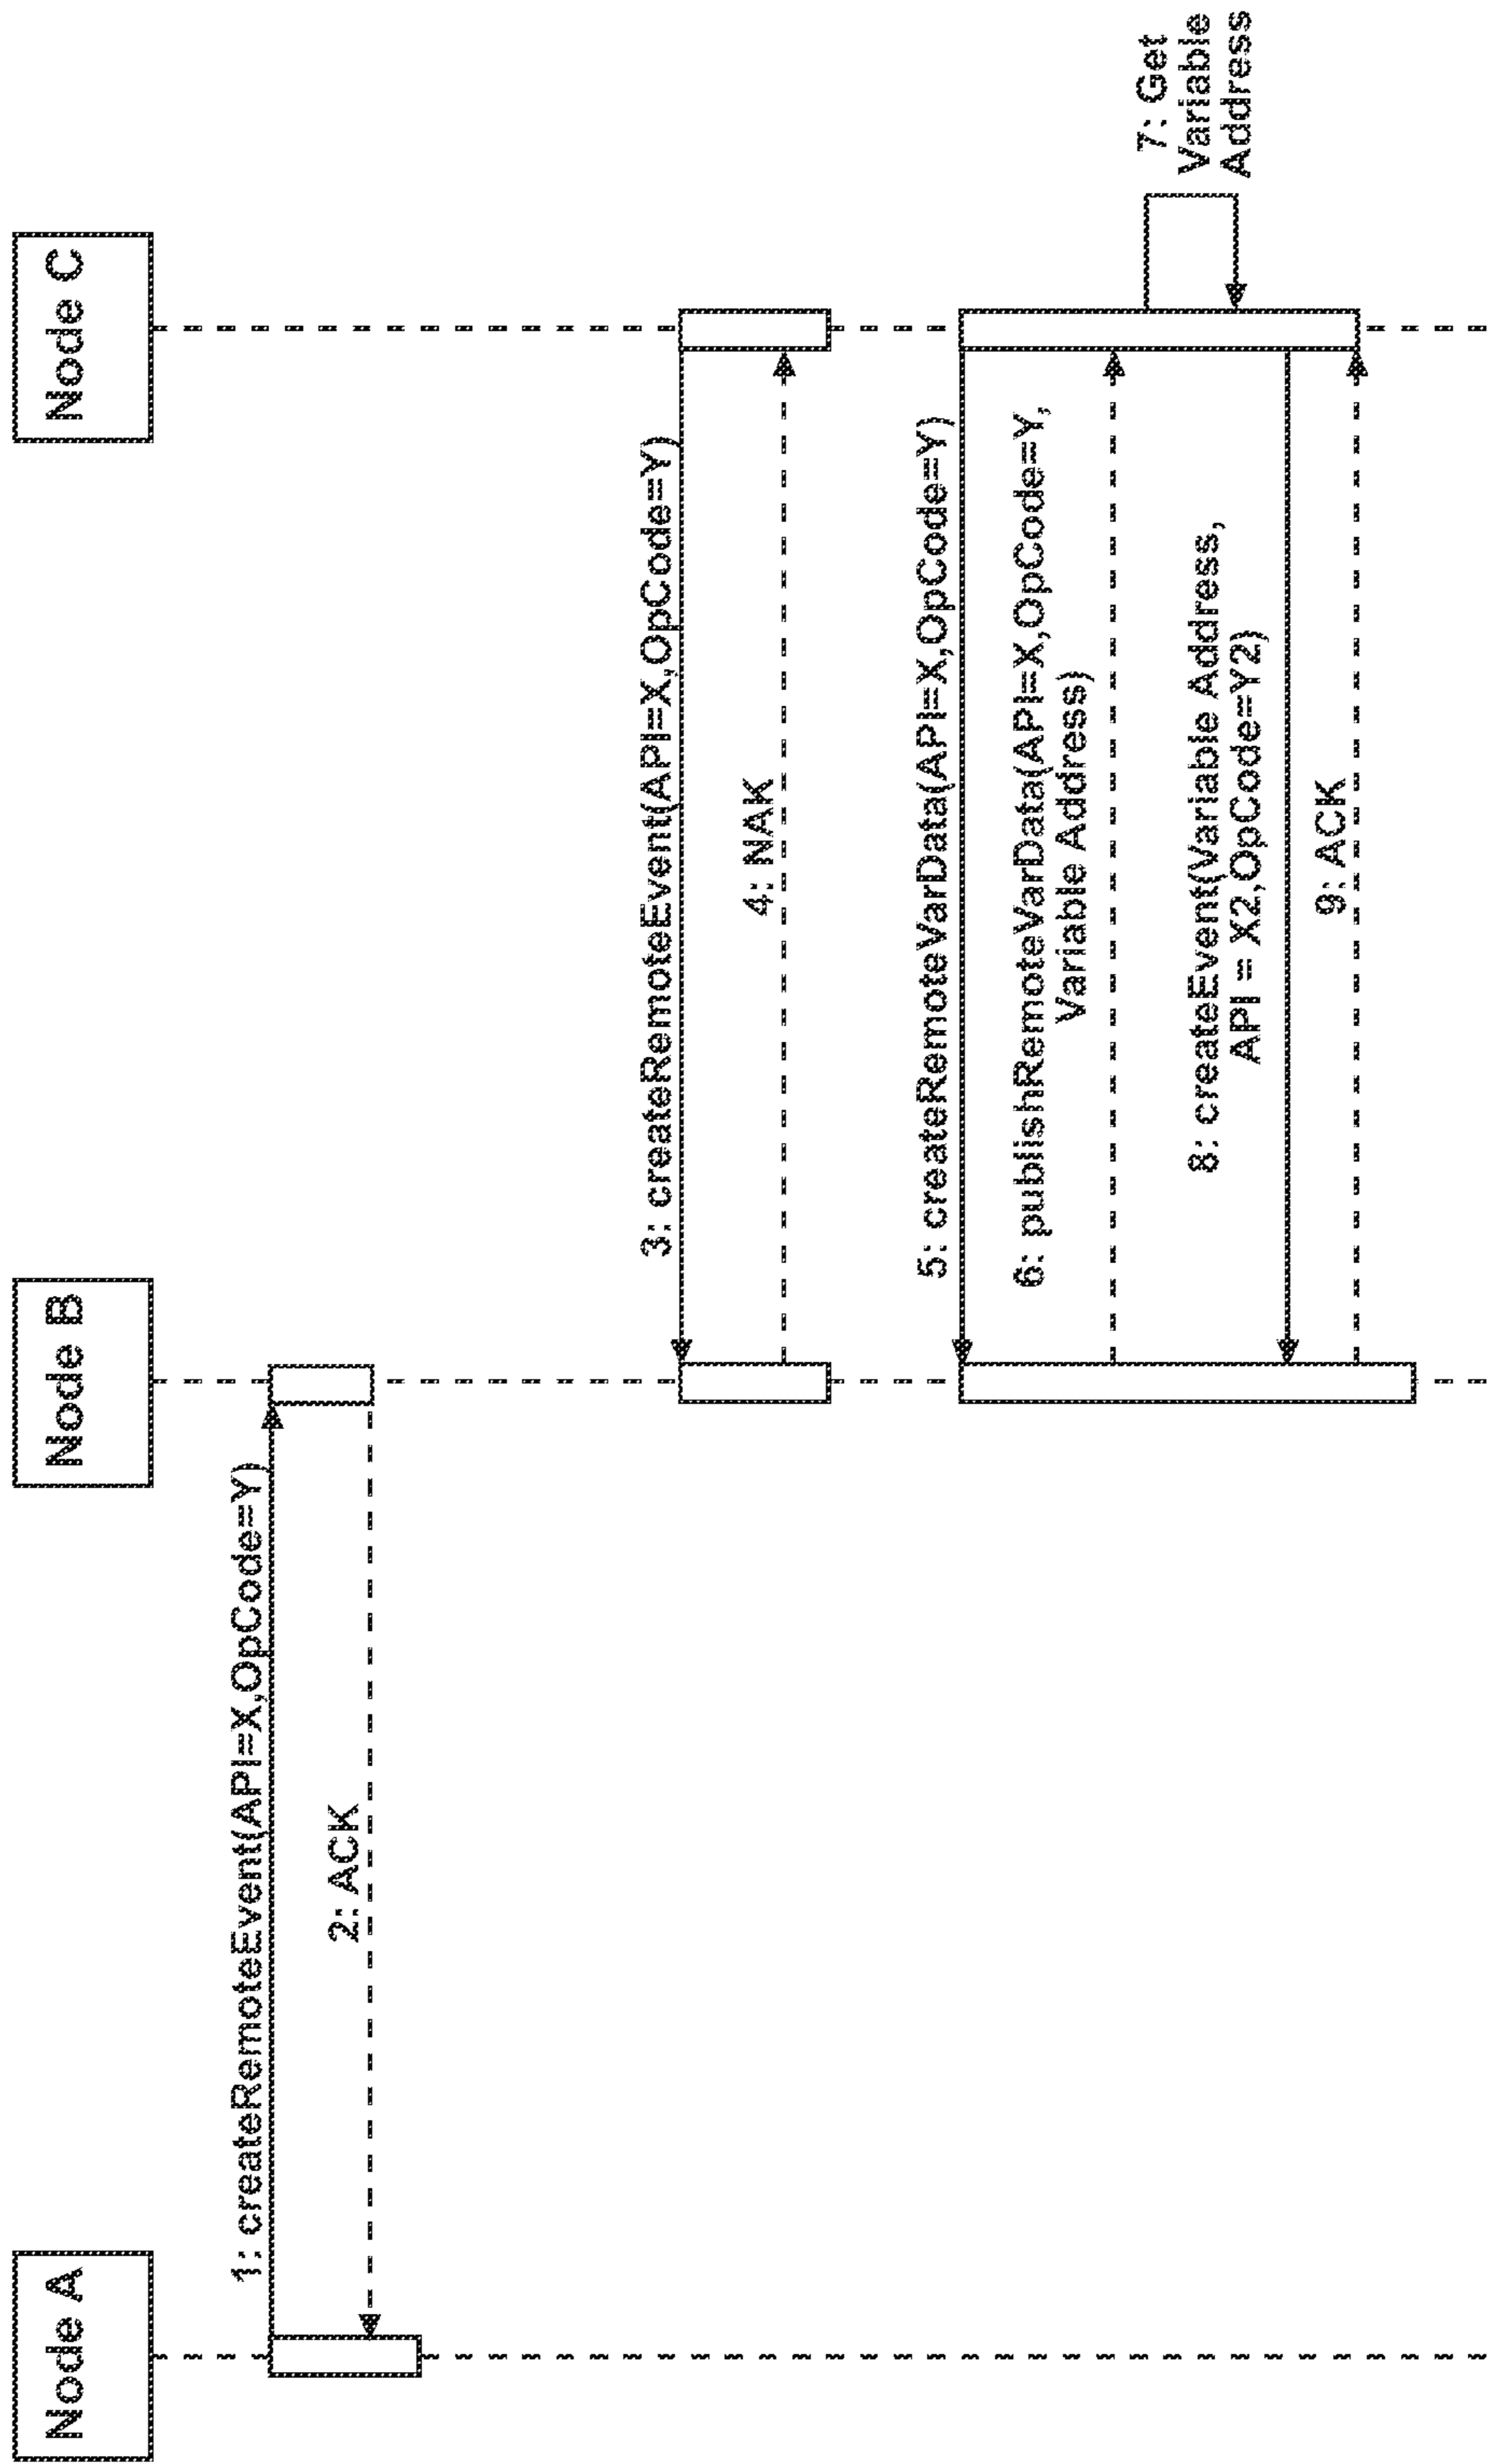 Node A
Node B
Node C
1: createRemoteEvent(API=X,OpCode=Y)
2: ACK
3: createRemoteEvent(API=X,OpCode=Y)
4: NAK
5: createRemoteVarData(API=X,OpCode=Y)
6: publishRemoteVarData(API=X,OpCode=Y,
Variable Address)
7: Get
Variable
Address
8: createEvent(Variable Address,
API = X2,OpCode=Y2)
9: ACK